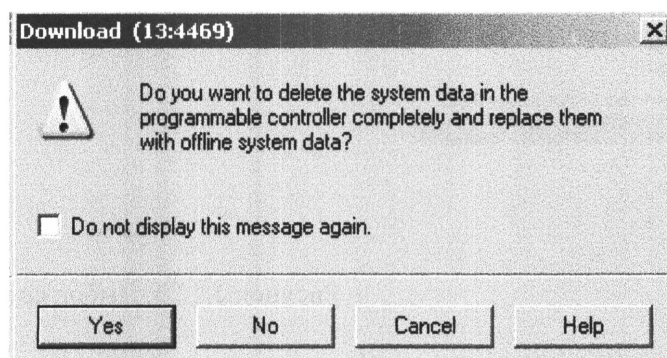 Download (13:4469)
Do you want to delete the system data in the
programmable controller completely and replace them
with offline system data?
Do not display this message again.
Yes
No
Cancel
Help